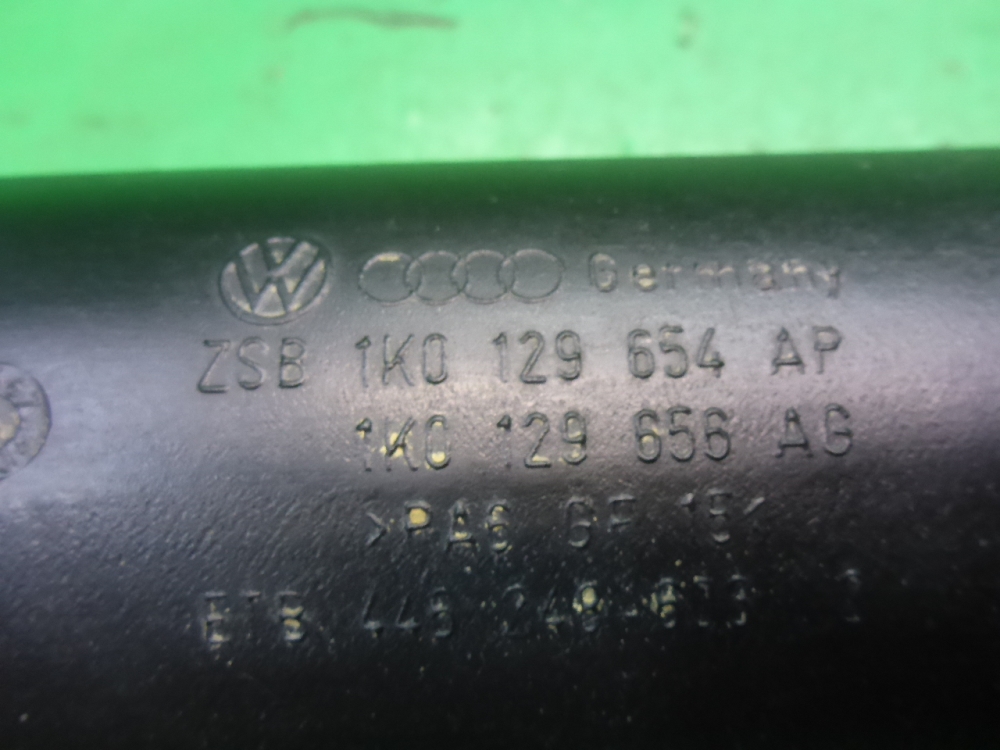 Germany
ZSB 1K0 129 654 AP
1K0 129 656 AG
>PA6 GF 15<